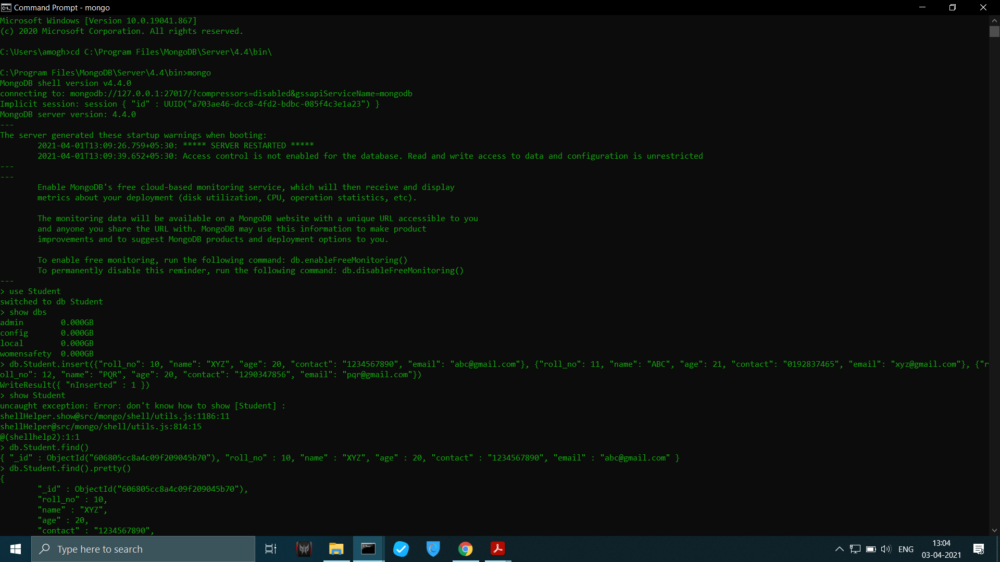 Command Prompt - mongo
Microsoft Windows [Version 10.0.19041.867]
(c) 2020 Microsoft Corporation. All rights reserved.
C:\Users\amogh>cd C:\Program Files\MongoDB\Server\4.4\bin\
C:\Program Files\MongoDB\Server\4.4\bin>mongo
MongoDB shell version v4.4.0
connecting to: mongodb://127.0.0.1:27017/?compressors=disabled&gssapiServiceName=mongodb
Implicit session: session { "id" : UUID("a703ae46-dcc8-4fd2-bdbc-085f4c3e1a23") }
MongoDB server version: 4.4.0
---
The server generated these startup warnings when booting:
2021-04-01T13:09:26.759+05:30: ***** SERVER RESTARTED *****
2021-04-01T13:09:39.652+05:30: Access control is not enabled for the database. Read and write access to data and configuration is unrestricted
---
---
Enable MongoDB's free cloud-based monitoring service, which will then receive and display
metrics about your deployment (disk utilization, CPU, operation statistics, etc).
The monitoring data will be available on a MongoDB website with a unique URL accessible to you
and anyone you share the URL with. MongoDB may use this information to make product
improvements and to suggest MongoDB products and deployment options to you.
To enable free monitoring, run the following command: db.enableFreeMonitoring()
To permanently disable this reminder, run the following command: db.disableFreeMonitoring()
---
> use Student
switched to db Student
> show dbs
admin 0.000GB
config 0.000GB
local 0.000GB
womensafety 0.000GB
> db.Student.insert({"roll_no": 10, "name": "XYZ", "age": 20, "contact": "1234567890", "email": "abc@gmail.com"}, {"roll_no": 11, "name": "ABC", "age": 21, "contact": "0192837465", "email": "xyz@gmail.com"}, {"r
oll_no": 12, "name": "PQR", "age": 20, "contact": "1290347856", "email": "pqr@gmail.com"})
WriteResult({ "nInserted" : 1 })
> show Student
uncaught exception: Error: don't know how to show [Student] :
shellHelper.show@src/mongo/shell/utils.js:1186:11
shellHelper@src/mongo/shell/utils.js:814:15
@(shellhelp2):1:1
> db.Student.find()
{ "_id" : ObjectId("606805cc8a4c09f209045b70"), "roll_no" : 10, "name" : "XYZ", "age" : 20, "contact" : "1234567890", "email" : "abc@gmail.com" }
> db.Student.find().pretty()
{
"_id" : ObjectId("606805cc8a4c09f209045b70"),
"roll_no" : 10,
"name" : "XYZ",
"age" : 20,
"contact" : "1234567890",
Type here to search
ENG
13:04
03-04-2021